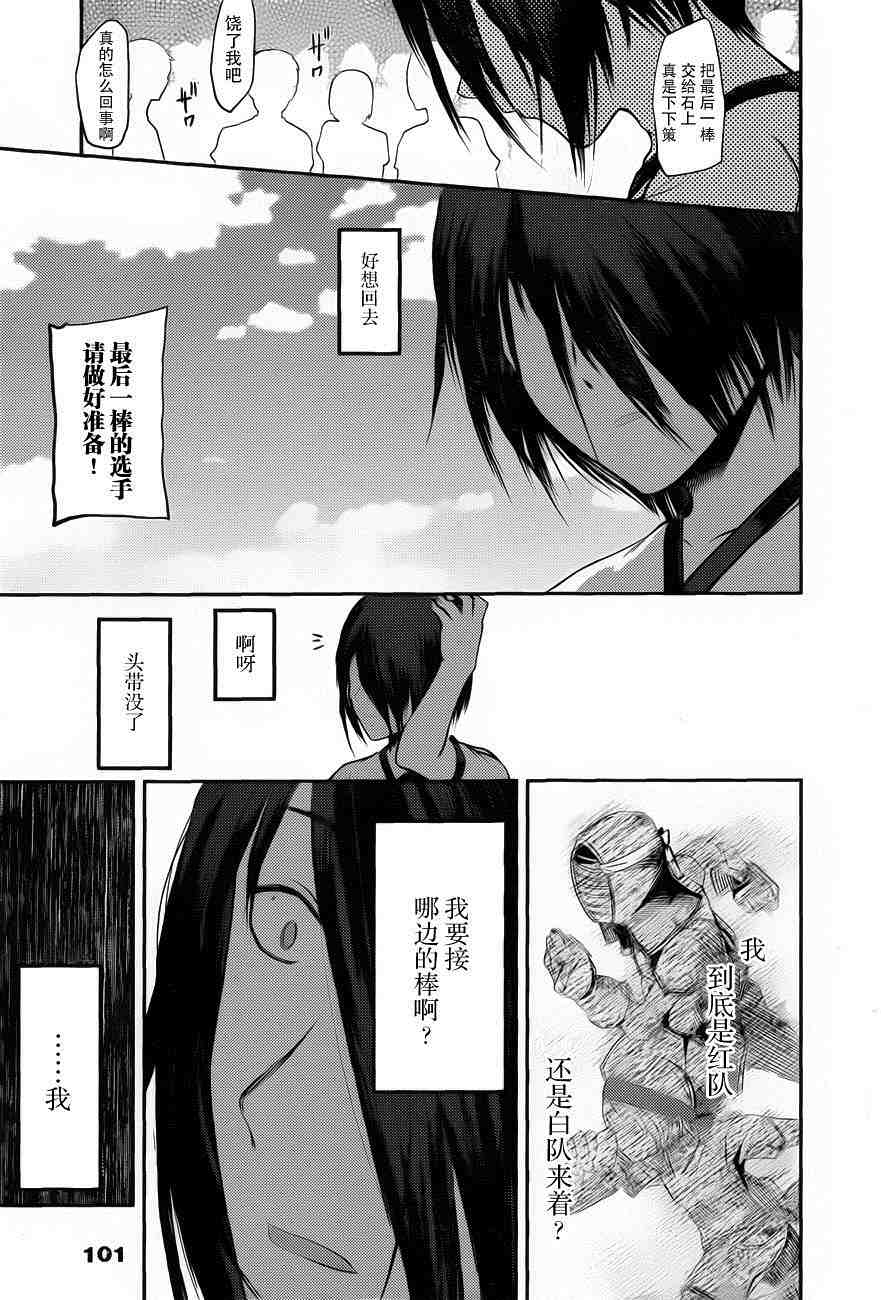 把最后一棒
交给石上
真是下下策
饶了我吧
真的怎么回事啊
ザワ
ザワ
好想回去
最后一棒的选手
请做好准备！
啊呀
头带没了
我
到底是红队
还是白队来着？
我要接
哪边的棒啊？
……我
101